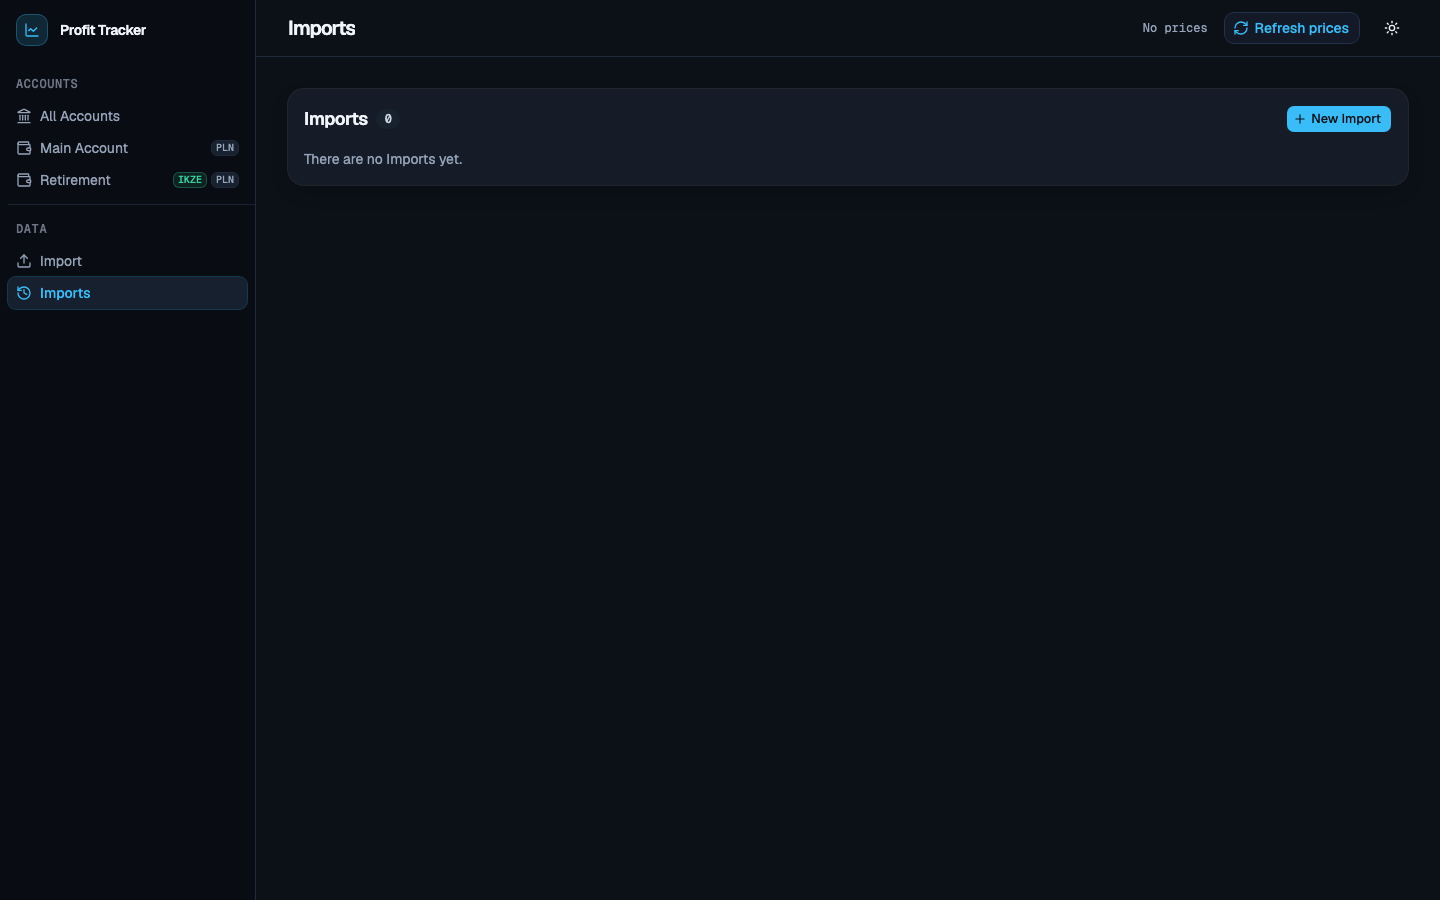 Profit Tracker
Imports
No prices
Refresh prices
ACCOUNTS
All Accounts
Main Account PLN
Retirement IKZE PLN
DATA
Import
Imports
Imports 0
New Import
There are no Imports yet.